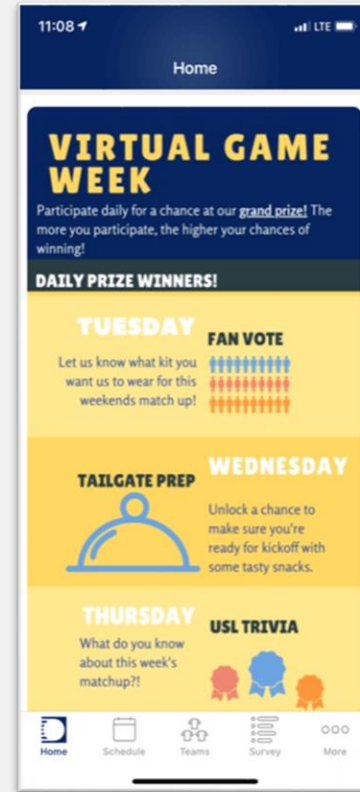 11:08
LTE
Home
VIRTUAL GAME
WEEK
Participate daily for a chance at our grand prize! The
more you participate, the higher your chances of
winning!
DAILY PRIZE WINNERS!
TUESDAY
FAN VOTE
Let us know what kit you
want us to wear for this
weekends match up!
WEDNESDAY
TAILGATE PREP
Unlock a chance to
make sure you're
ready for kickoff with
some tasty snacks.
THURSDAY
USL TRIVIA
What do you know
about this week's
matchup?!
Home
Schedule
Teams
Survey
More